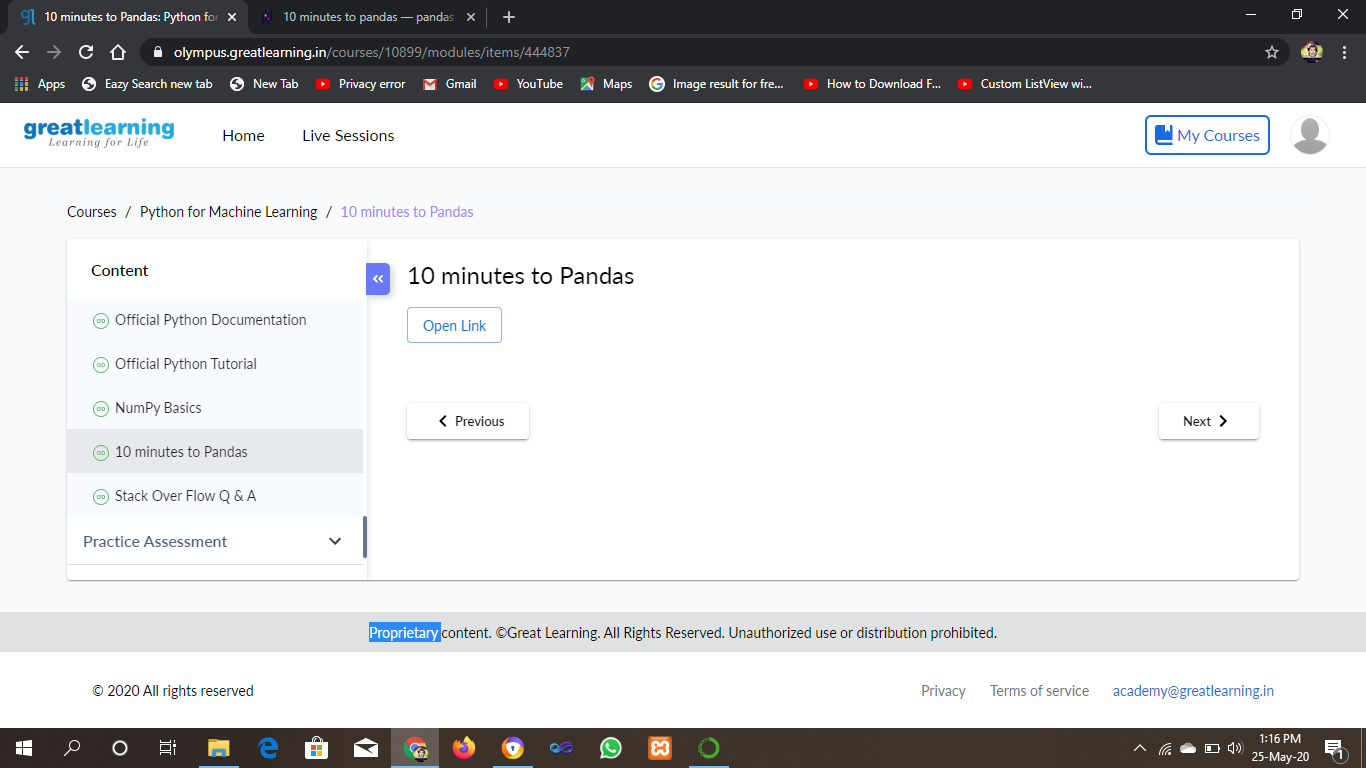 10 minutes to Pandas: Python for
10 minutes to pandas — pandas
olympus.greatlearning.in/courses/10899/modules/items/444837
Apps Eazy Search new tab New Tab Privacy error Gmail YouTube Maps Image result for fre... How to Download F... Custom ListView wi...
greatlearning
Learning for Life
Home Live Sessions My Courses
Courses / Python for Machine Learning / 10 minutes to Pandas
Content
Official Python Documentation
Official Python Tutorial
NumPy Basics
10 minutes to Pandas
Stack Over Flow Q & A
Practice Assessment
10 minutes to Pandas
Open Link
Previous Next
Proprietary content. ©Great Learning. All Rights Reserved. Unauthorized use or distribution prohibited.
© 2020 All rights reserved Privacy Terms of service academy@greatlearning.in
1:16 PM
25-May-20
1